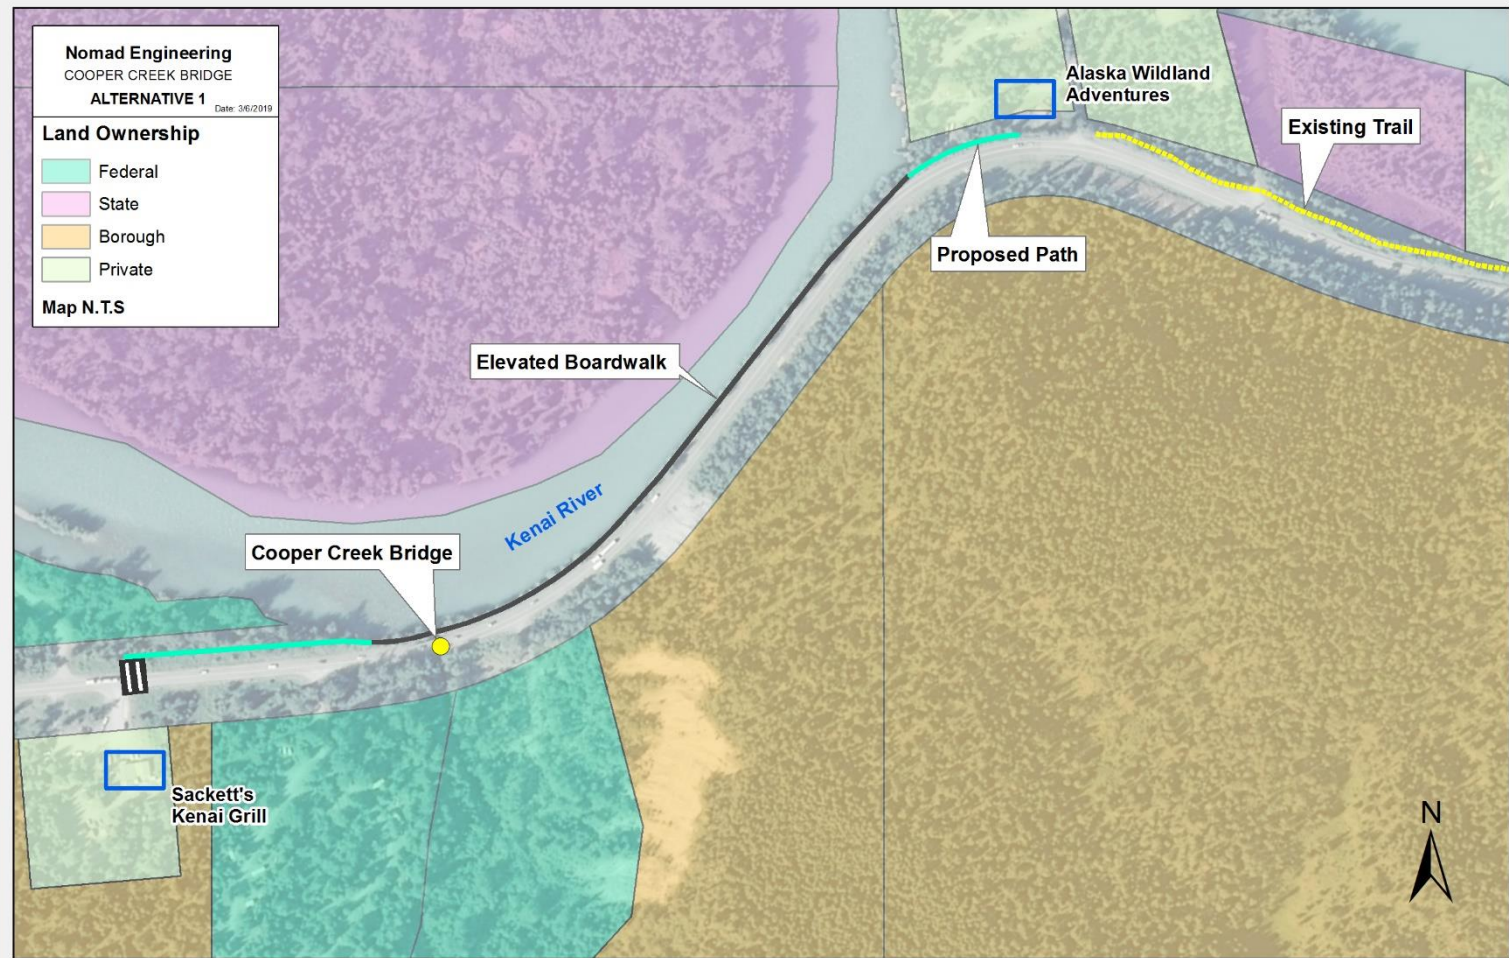 Nomad Engineering
COOPER CREEK BRIDGE
ALTERNATIVE 1
Date: 3/6/2019
Land Ownership
Federal
State
Borough
Private
Map N.T.S
Alaska Wildland
Adventures
Existing Trail
Proposed Path
Elevated Boardwalk
Kenai River
Cooper Creek Bridge
Sackett's
Kenai Grill
N